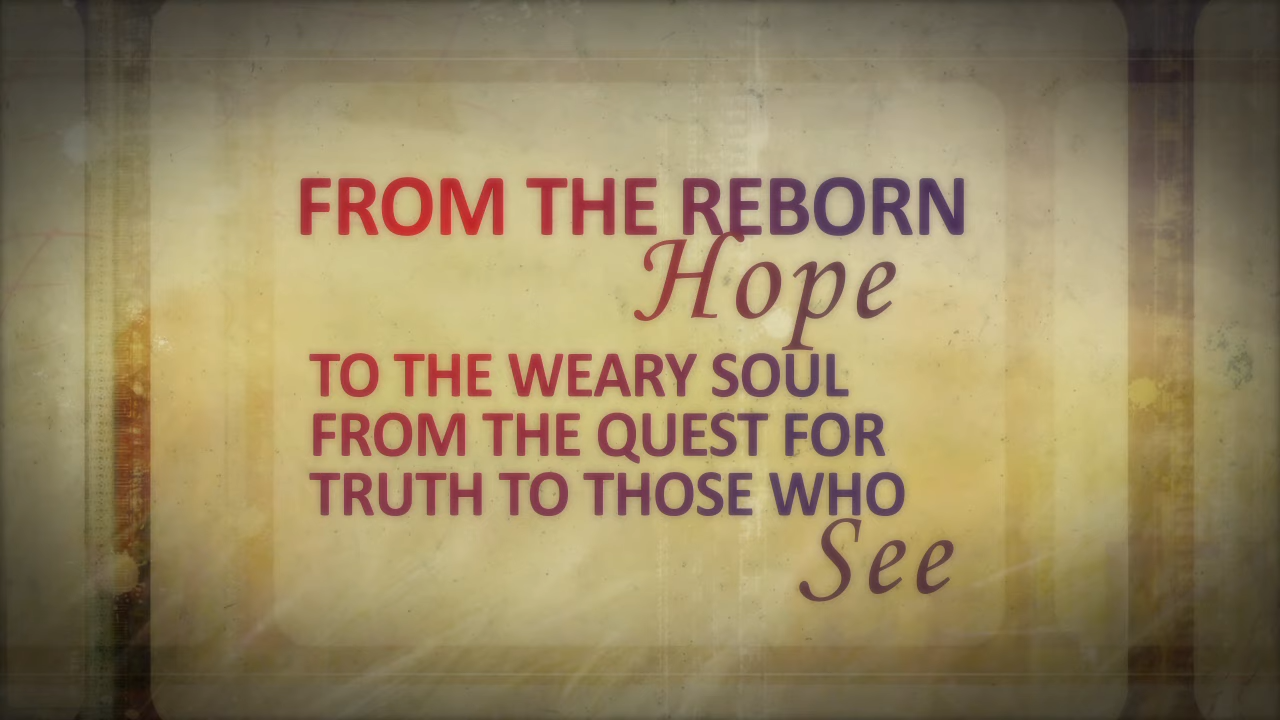 FROM THE REBORN
Hope
TO THE WEARY SOUL
FROM THE QUEST FOR
TRUTH TO THOSE WHO
See